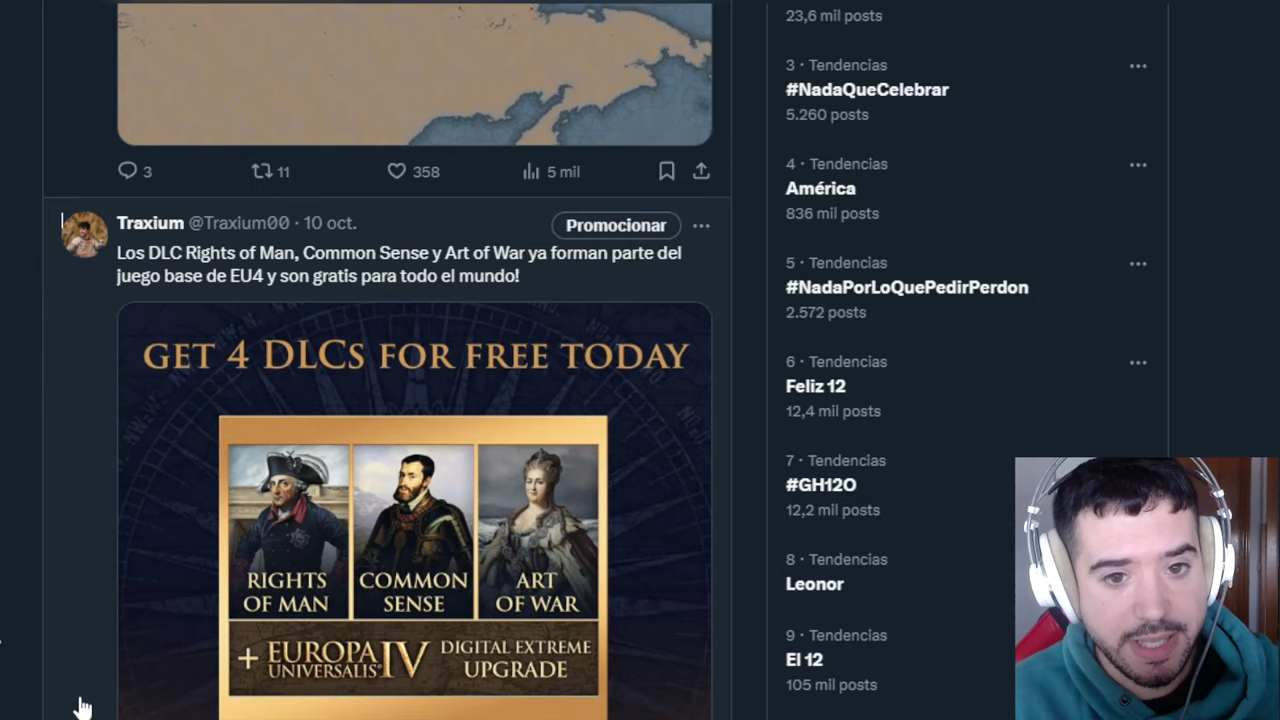 23,6 mil posts
3 · Tendencias
#NadaQueCelebrar
5.260 posts
4 · Tendencias
América
836 mil posts
5 · Tendencias
#NadaPorLoQuePedirPerdon
2.572 posts
6 · Tendencias
Feliz 12
12,4 mil posts
7 · Tendencias
#GH12O
12,2 mil posts
8 · Tendencias
Leonor
9 · Tendencias
El 12
105 mil posts
3 11 358 5 mil
Traxium @Traxium00 · 10 oct.
Promocionar
Los DLC Rights of Man, Common Sense y Art of War ya forman parte del
juego base de EU4 y son gratis para todo el mundo!
GET 4 DLCS FOR FREE TODAY
RIGHTS
OF MAN
COMMON
SENSE
ART
OF WAR
+ EUROPA
UNIVERSALIS IV
DIGITAL EXTREME
UPGRADE